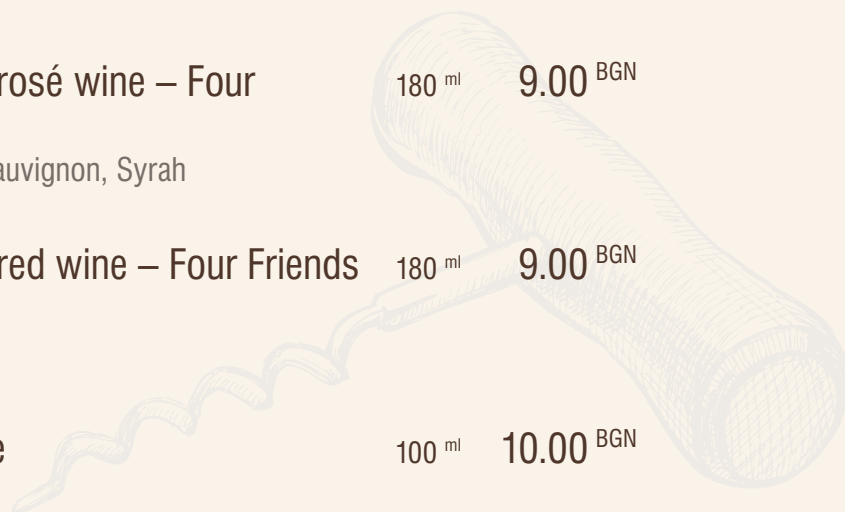 rosé wine – Four 180 ml 9.00 BGN
auvignon, Syrah
red wine – Four Friends 180 ml 9.00 BGN
e 100 ml 10.00 BGN